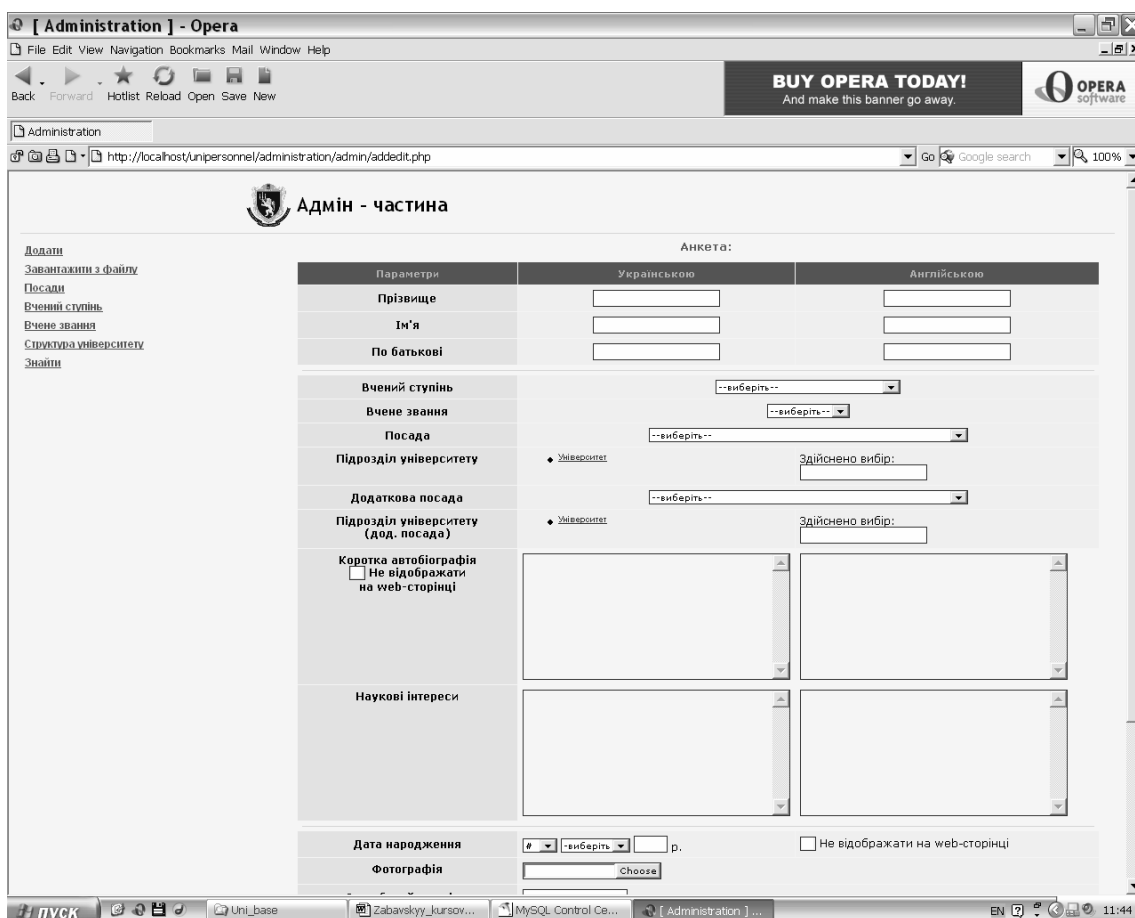 [ Administration ] - Opera
File Edit View Navigation Bookmarks Mail Window Help
Back Forward Hotlist Reload Open Save New
BUY OPERA TODAY!
And make this banner go away.
OPERA
software
Administration
http://localhost/unipersonnel/administration/admin/addedit.php Go Google search 100%
Адмін - частина
Додати
Завантажити з файлу
Посади
Вчений ступінь
Вчене звання
Структура університету
Знайти
Анкета:
Параметри Українською Англійською
Прізвище
Ім'я
По батькові
Вчений ступінь --виберіть--
Вчене звання --виберіть--
Посада --виберіть--
Підрозділ університету Університет Здійснено вибір:
Додаткова посада --виберіть--
Підрозділ університету Університет Здійснено вибір:
(дод. посада)
Коротка автобіографія
Не відображати
на web-сторінці
Наукові інтереси
Дата народження # -виберіть р. Не відображати на web-сторінці
Фотографія Choose
пуск Uni_base Zabavskyy_kursov... MySQL Control Ce... [ Administration ] ... EN 11:44